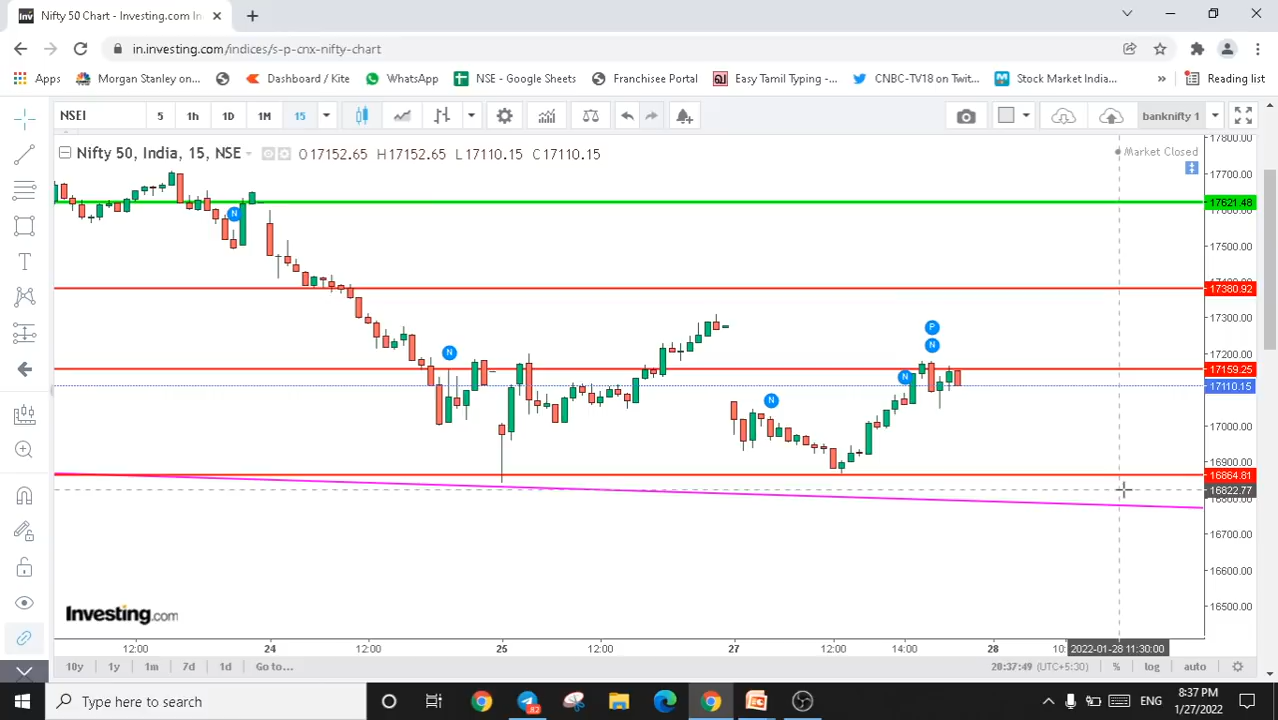 Nifty 50 Chart - Investing.com In
in.investing.com/indices/s-p-cnx-nifty-chart
Apps Morgan Stanley on... Dashboard / Kite WhatsApp NSE - Google Sheets Franchisee Portal Easy Tamil Typing -... CNBC-TV18 on Twit... Stock Market India... » Reading list
NSEI 5 1h 1D 1M 15 banknifty 1
Nifty 50, India, 15, NSE O17152.65 H17152.65 L17110.15 C17110.15
Market Closed
17800.00
17700.00
17621.48
17600.00
N
17500.00
17400.00
17380.92
17300.00
P
N
N
17200.00
17159.25
N
17110.15
N
17000.00
16900.00
16864.81
16822.77
16800.00
16700.00
16600.00
16500.00
Investing.com
12:00 24 12:00 25 12:00 27 12:00 14:00 28 10: 2022-01-28 11:30:00
10y 1y 1m 7d 1d Go to... 20:37:49 (UTC+5:30) % log auto
Type here to search 82 ENG 8:37 PM
1/27/2022